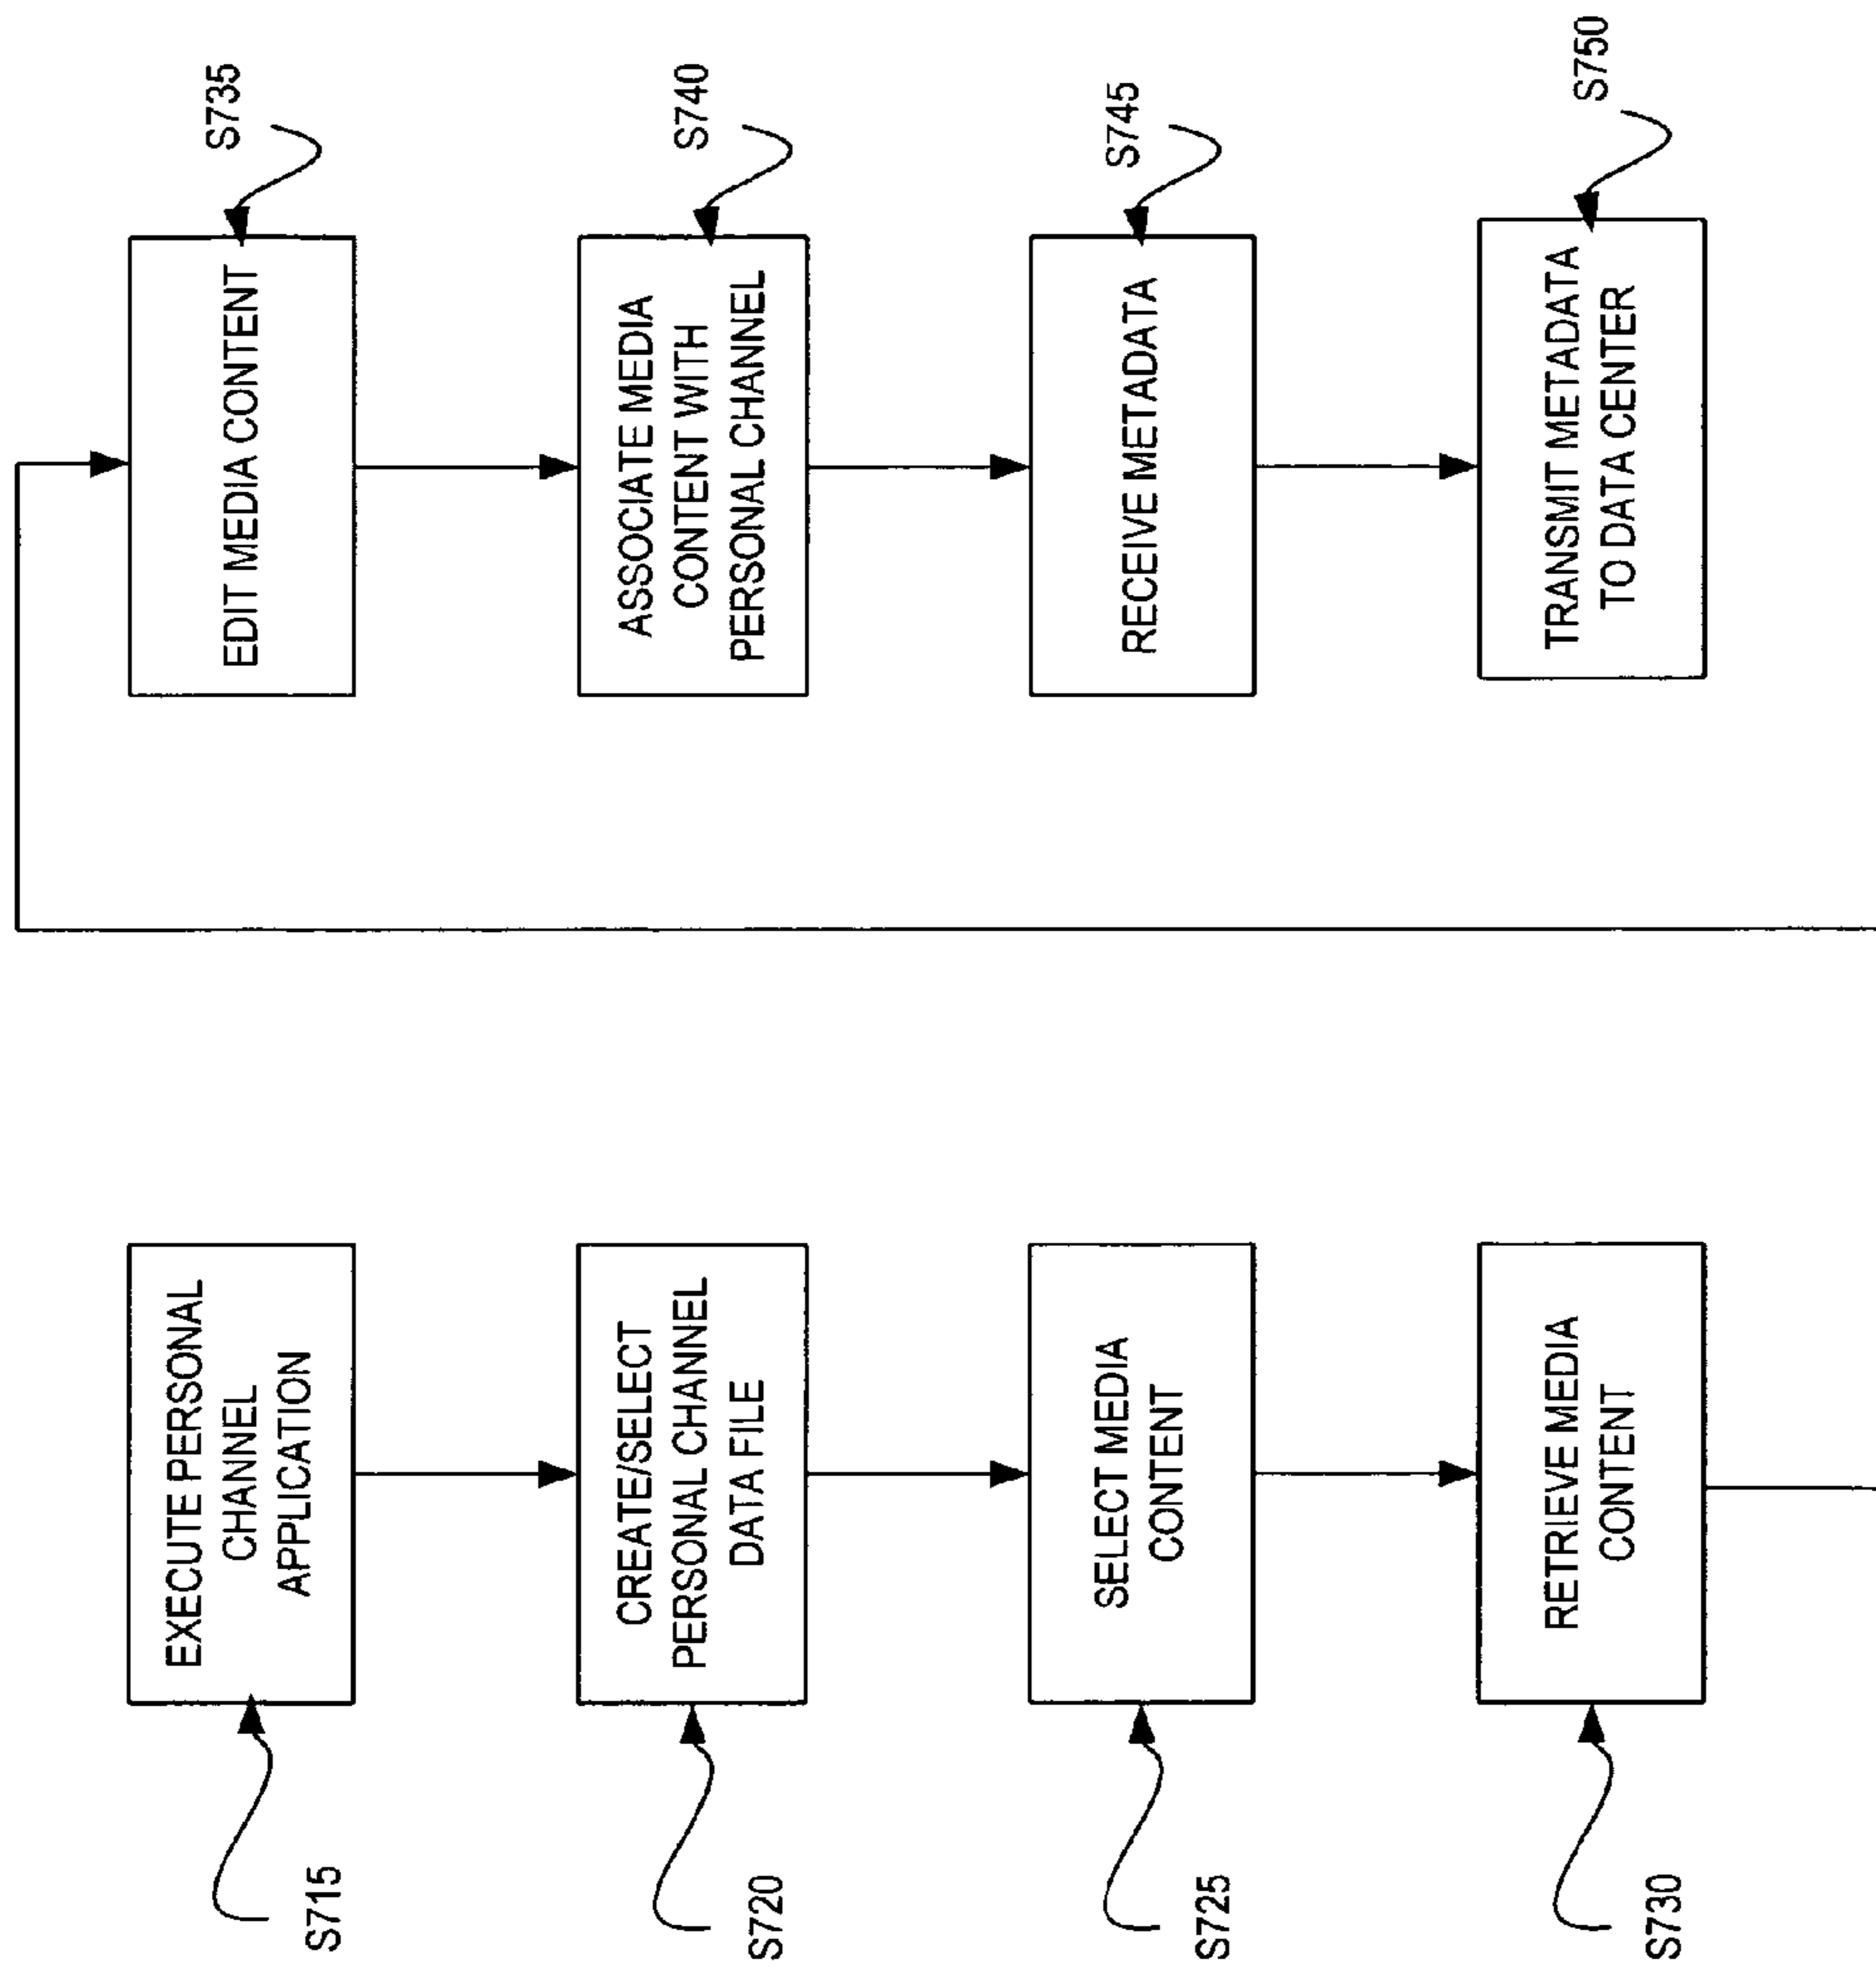 S715
EXECUTE PERSONAL
CHANNEL
APPLICATION
S720
CREATE/SELECT
PERSONAL CHANNEL
DATA FILE
S725
SELECT MEDIA
CONTENT
S730
RETRIEVE MEDIA
CONTENT
S735
EDIT MEDIA CONTENT
S740
ASSOCIATE MEDIA
CONTENT WITH
PERSONAL CHANNEL
S745
RECEIVE METADATA
S750
TRANSMIT METADATA
TO DATA CENTER